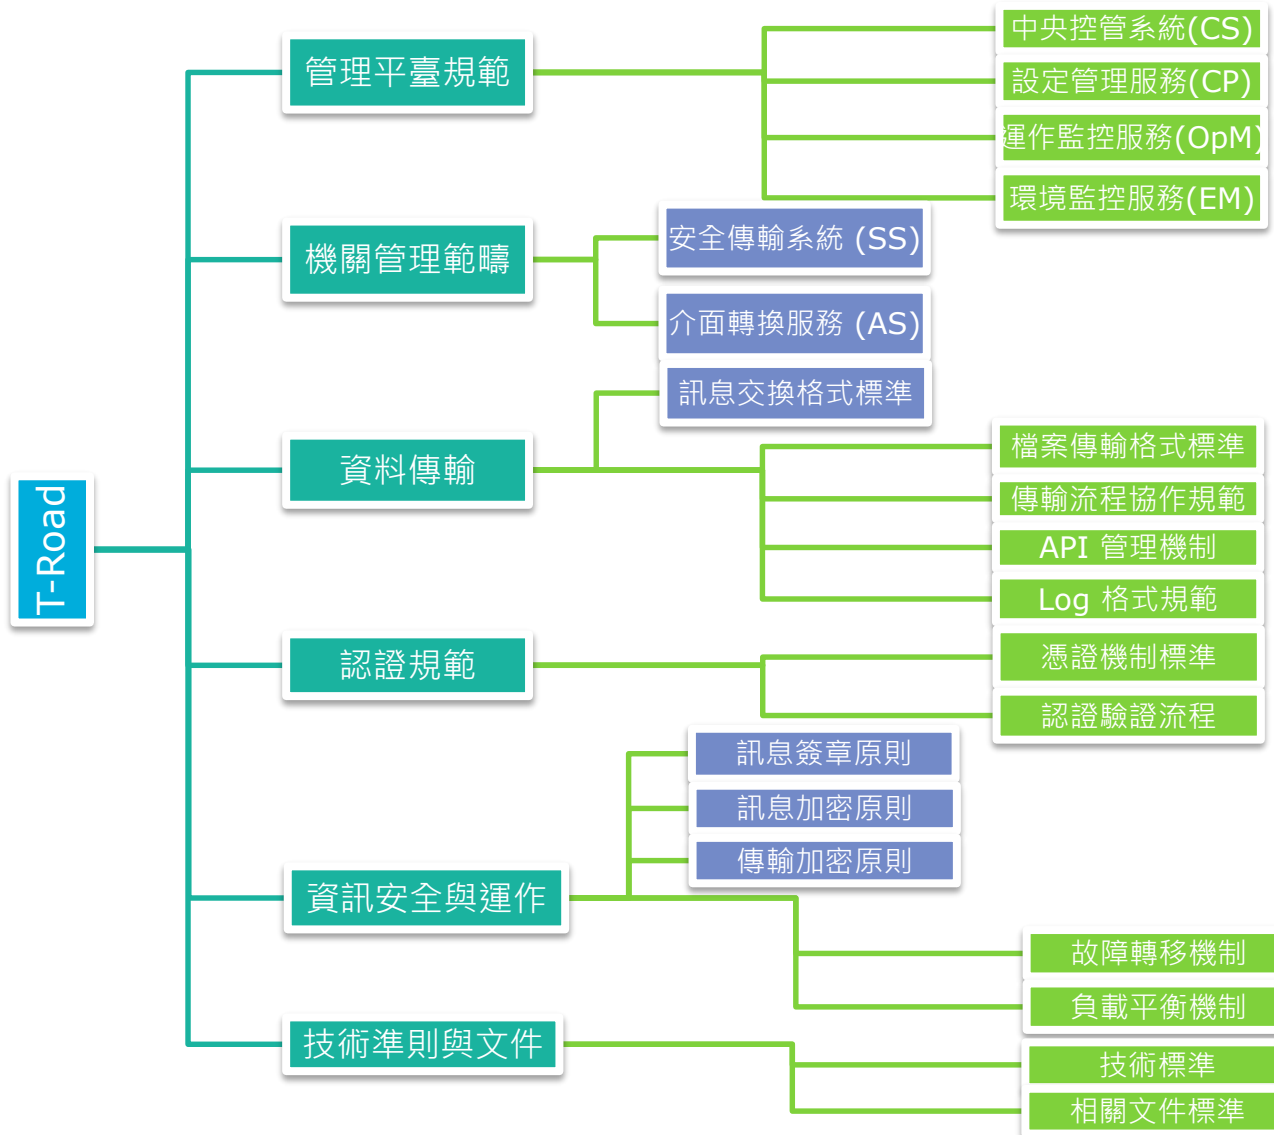 T-Road
管理平臺規範
中央控管系統(CS)
設定管理服務(CP)
運作監控服務(OpM)
環境監控服務(EM)
機關管理範疇
安全傳輸系統 (SS)
介面轉換服務 (AS)
資料傳輸
訊息交換格式標準
檔案傳輸格式標準
傳輸流程協作規範
API 管理機制
Log 格式規範
認證規範
憑證機制標準
認證驗證流程
資訊安全與運作
訊息簽章原則
訊息加密原則
傳輸加密原則
故障轉移機制
負載平衡機制
技術準則與文件
技術標準
相關文件標準